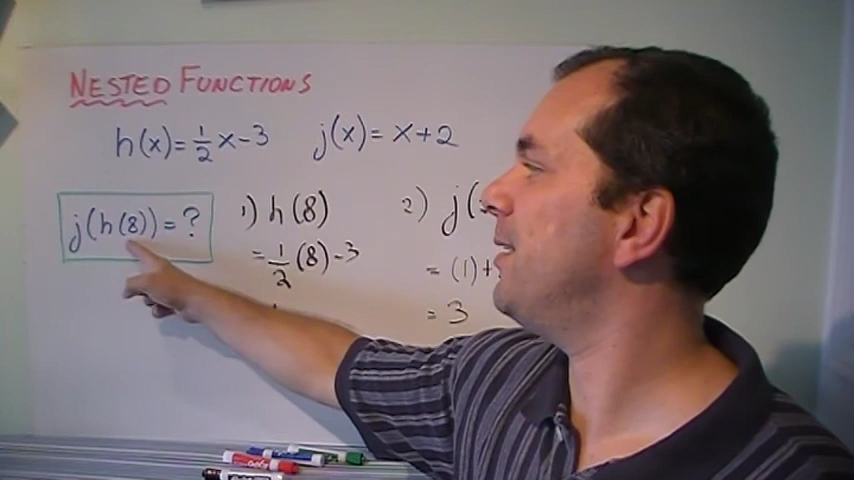 NESTED FUNCTIONS
h(x)=½x-3 j(x)=x+2
j(h(8))=? 1) h(8) 2) j(
=½(8)-3 =(1)+
=3